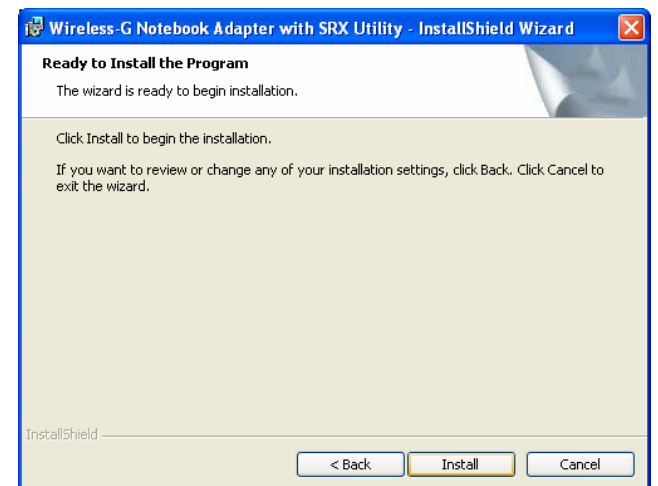 Wireless-G Notebook Adapter with SRX Utility - InstallShield Wizard
Ready to Install the Program
The wizard is ready to begin installation.
Click Install to begin the installation.
If you want to review or change any of your installation settings, click Back. Click Cancel to
exit the wizard.
InstallShield
< Back Install Cancel